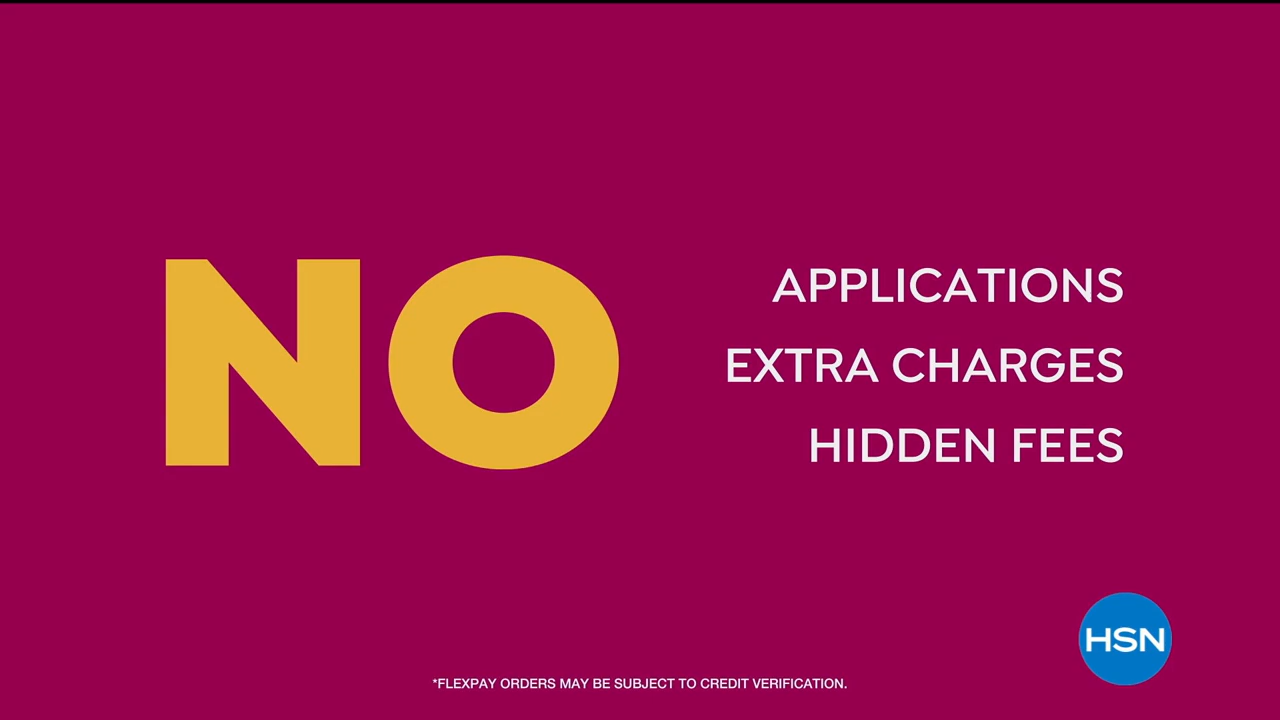 NO
APPLICATIONS
EXTRA CHARGES
HIDDEN FEES
HSN
*FLEXPAY ORDERS MAY BE SUBJECT TO CREDIT VERIFICATION.